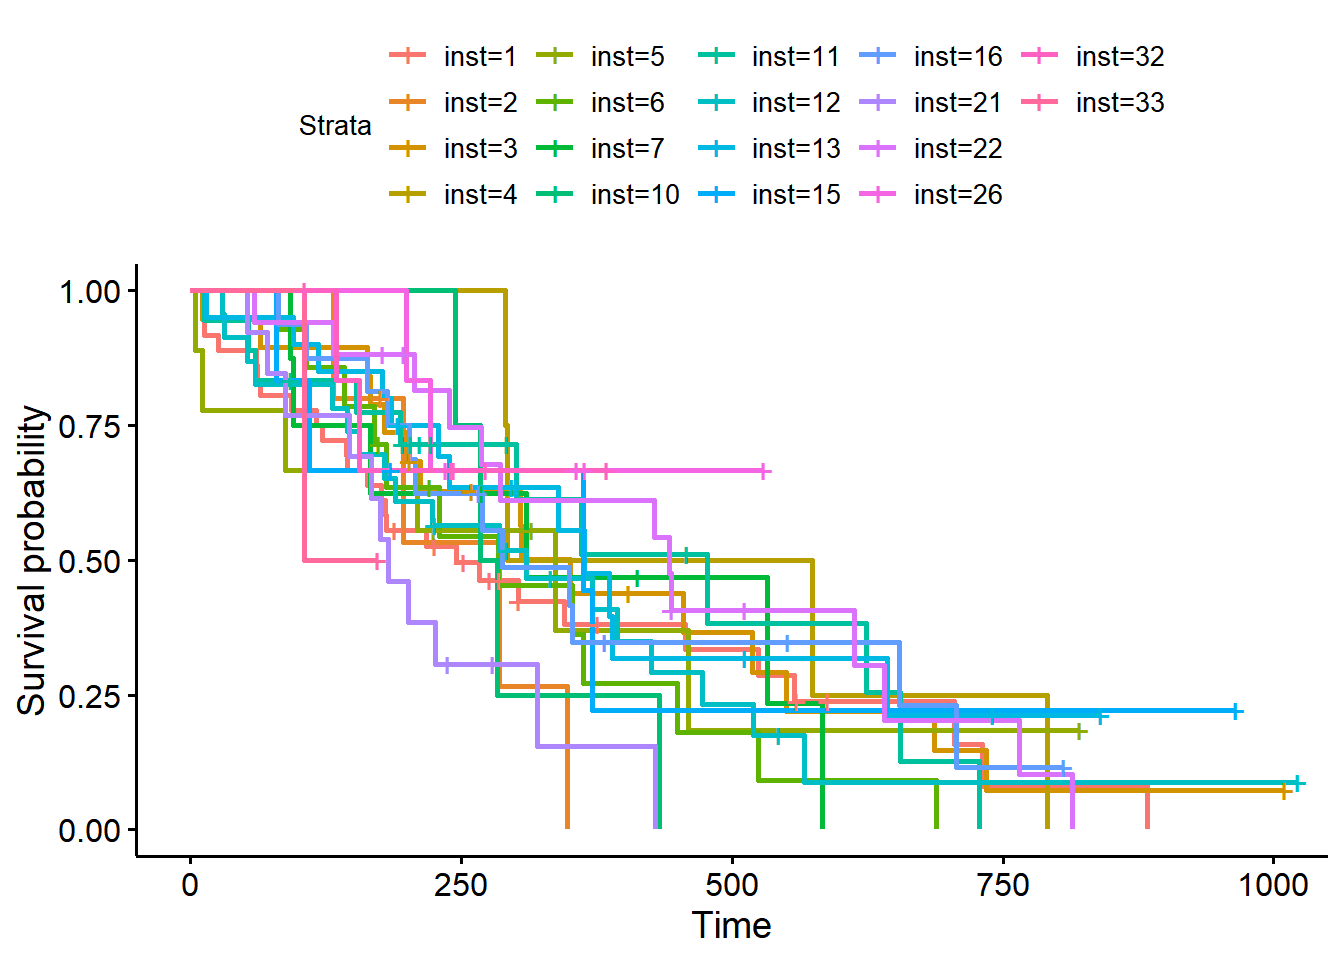 inst=1 inst=5 inst=11 inst=16 inst=32
inst=2 inst=6 inst=12 inst=21 inst=33
Strata
inst=3 inst=7 inst=13 inst=22
inst=4 inst=10 inst=15 inst=26
1.00
0.75
0.50
0.25
0.00
Survival probability
0 250 500 750 1000
Time